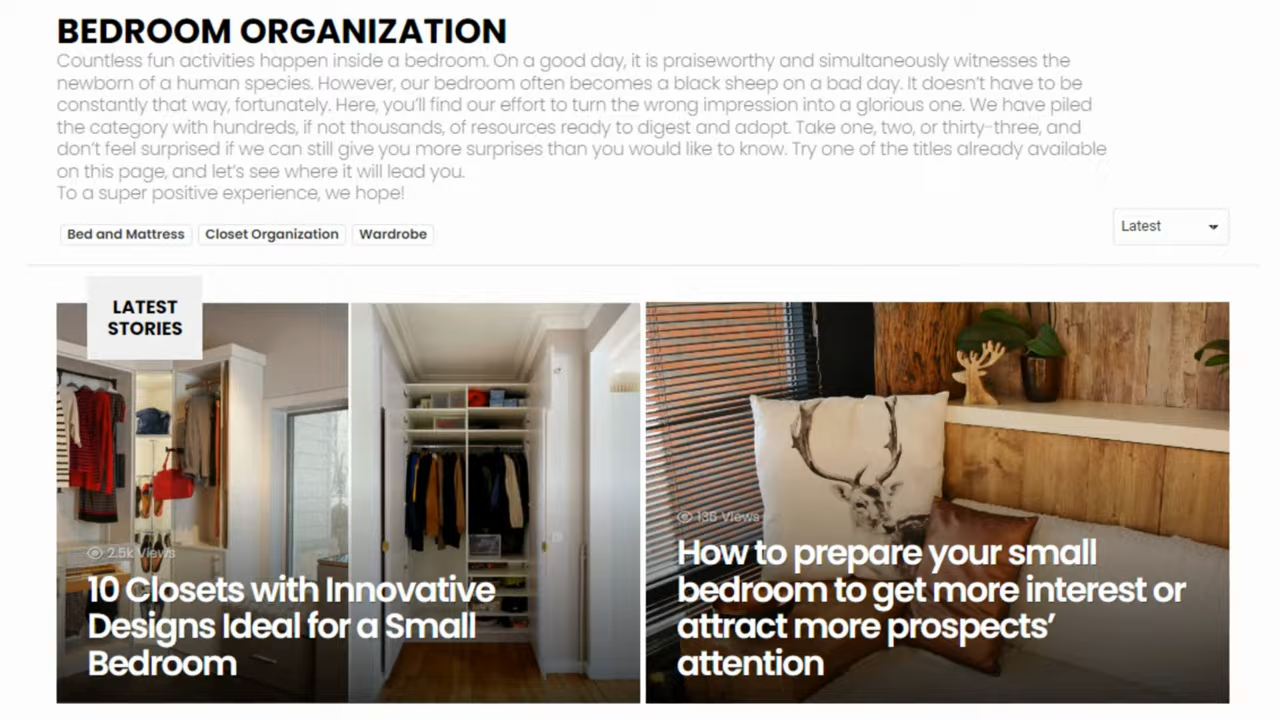 BEDROOM ORGANIZATION
Countless fun activities happen inside a bedroom. On a good day, it is praiseworthy and simultaneously witnesses the
newborn of a human species. However, our bedroom often becomes a black sheep on a bad day. It doesn't have to be
constantly that way, fortunately. Here, you'll find our effort to turn the wrong impression into a glorious one. We have piled
the category with hundreds, if not thousands, of resources ready to digest and adopt. Take one, two, or thirty-three, and
don't feel surprised if we can still give you more surprises than you would like to know. Try one of the titles already available
on this page, and let's see where it will lead you.
To a super positive experience, we hope!
Bed and Mattress
Closet Organization
Wardrobe
Latest
LATEST
STORIES
2.5k Views
10 Closets with Innovative
Designs Ideal for a Small
Bedroom
136 Views
How to prepare your small
bedroom to get more interest or
attract more prospects’
attention